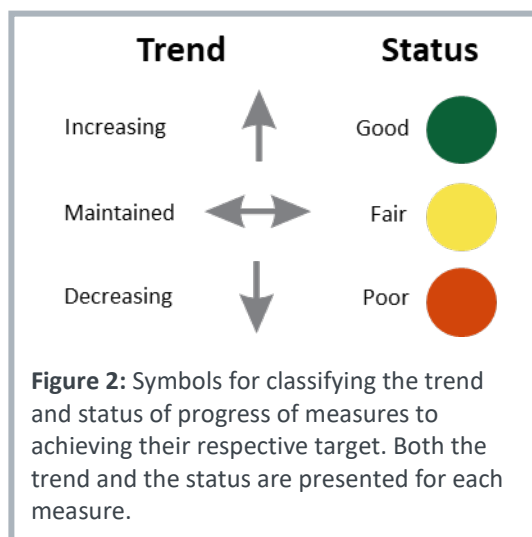 Trend Status
Increasing Good
Maintained Fair
Decreasing Poor
Figure 2: Symbols for classifying the trend
and status of progress of measures to
achieving their respective target. Both the
trend and the status are presented for each
measure.